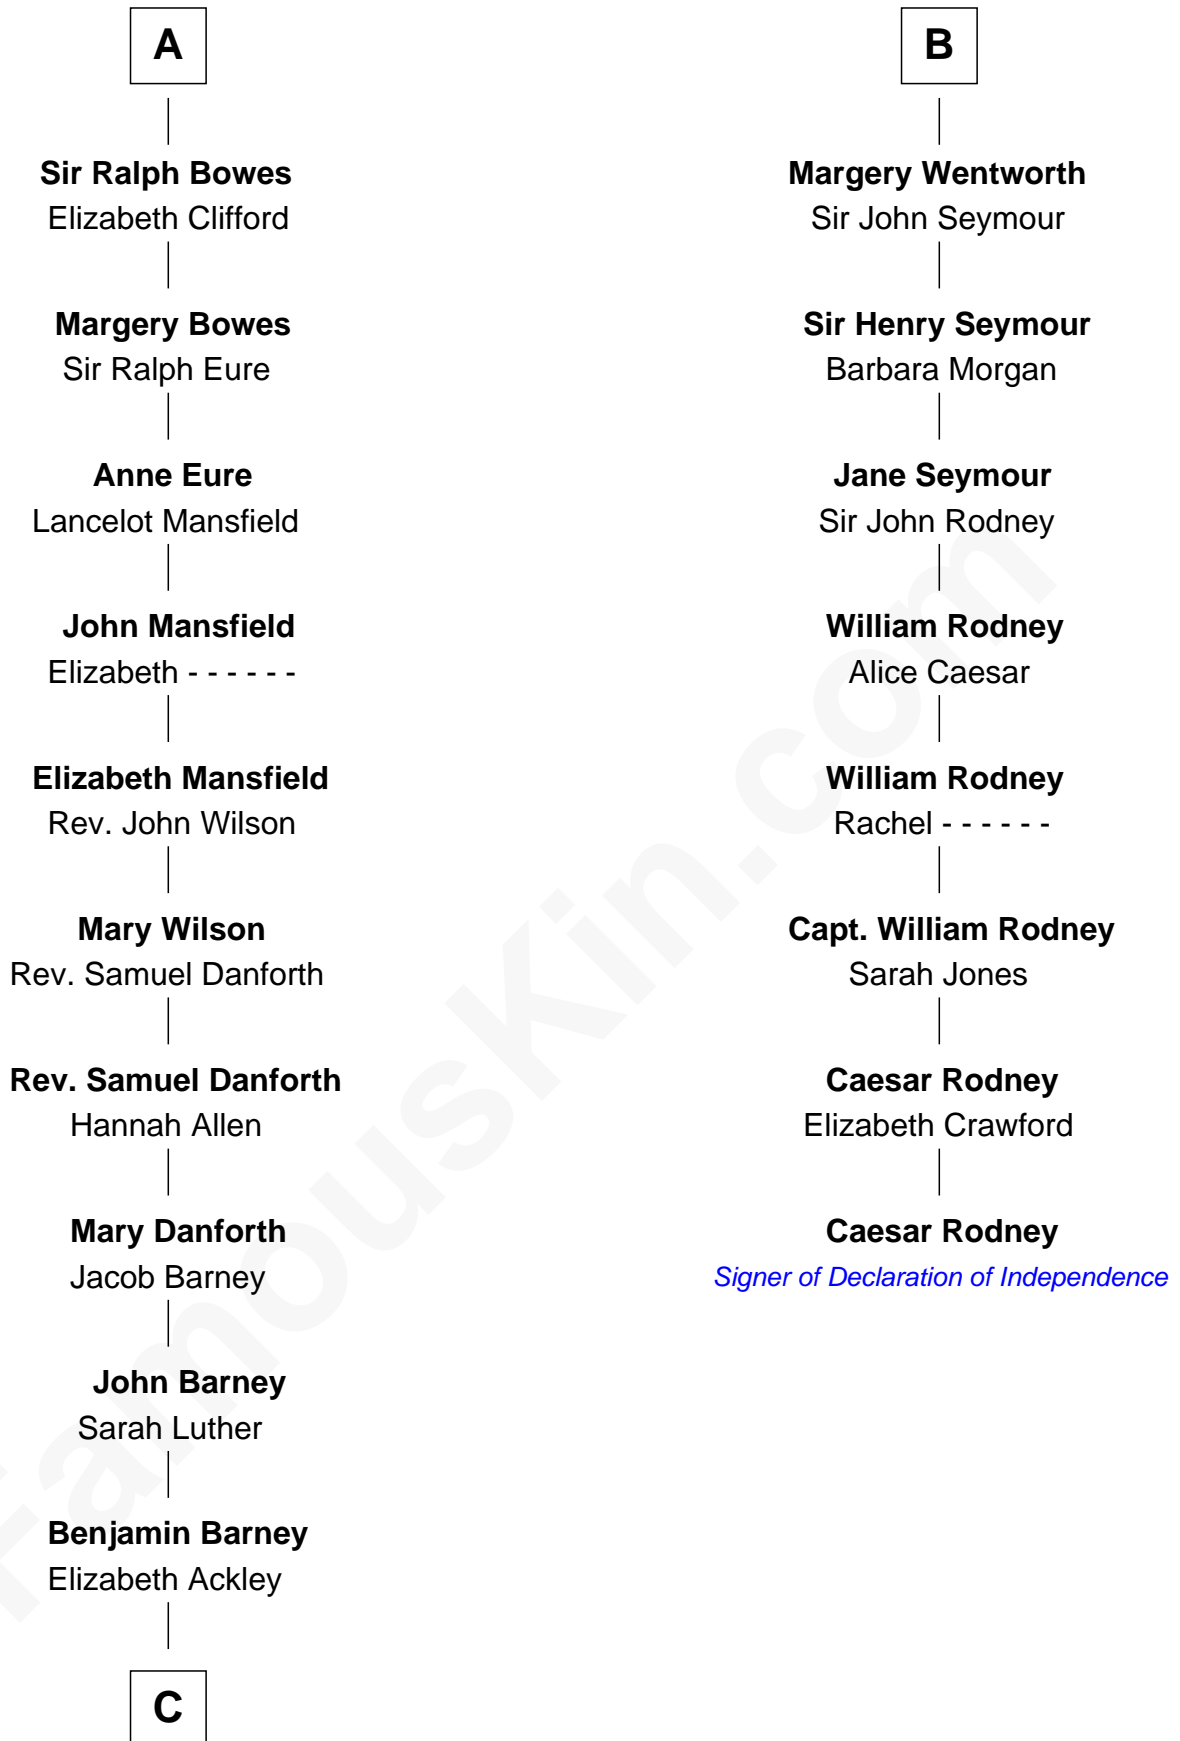 A
Sir Ralph Bowes
Elizabeth Clifford
Margery Bowes
Sir Ralph Eure
Anne Eure
Lancelot Mansfield
John Mansfield
Elizabeth - - - - - -
Elizabeth Mansfield
Rev. John Wilson
Mary Wilson
Rev. Samuel Danforth
Rev. Samuel Danforth
Hannah Allen
Mary Danforth
Jacob Barney
John Barney
Sarah Luther
Benjamin Barney
Elizabeth Ackley
C
B
Margery Wentworth
Sir John Seymour
Sir Henry Seymour
Barbara Morgan
Jane Seymour
Sir John Rodney
William Rodney
Alice Caesar
William Rodney
Rachel - - - - - -
Capt. William Rodney
Sarah Jones
Caesar Rodney
Elizabeth Crawford
Caesar Rodney
Signer of Declaration of Independence
FamousKin.com